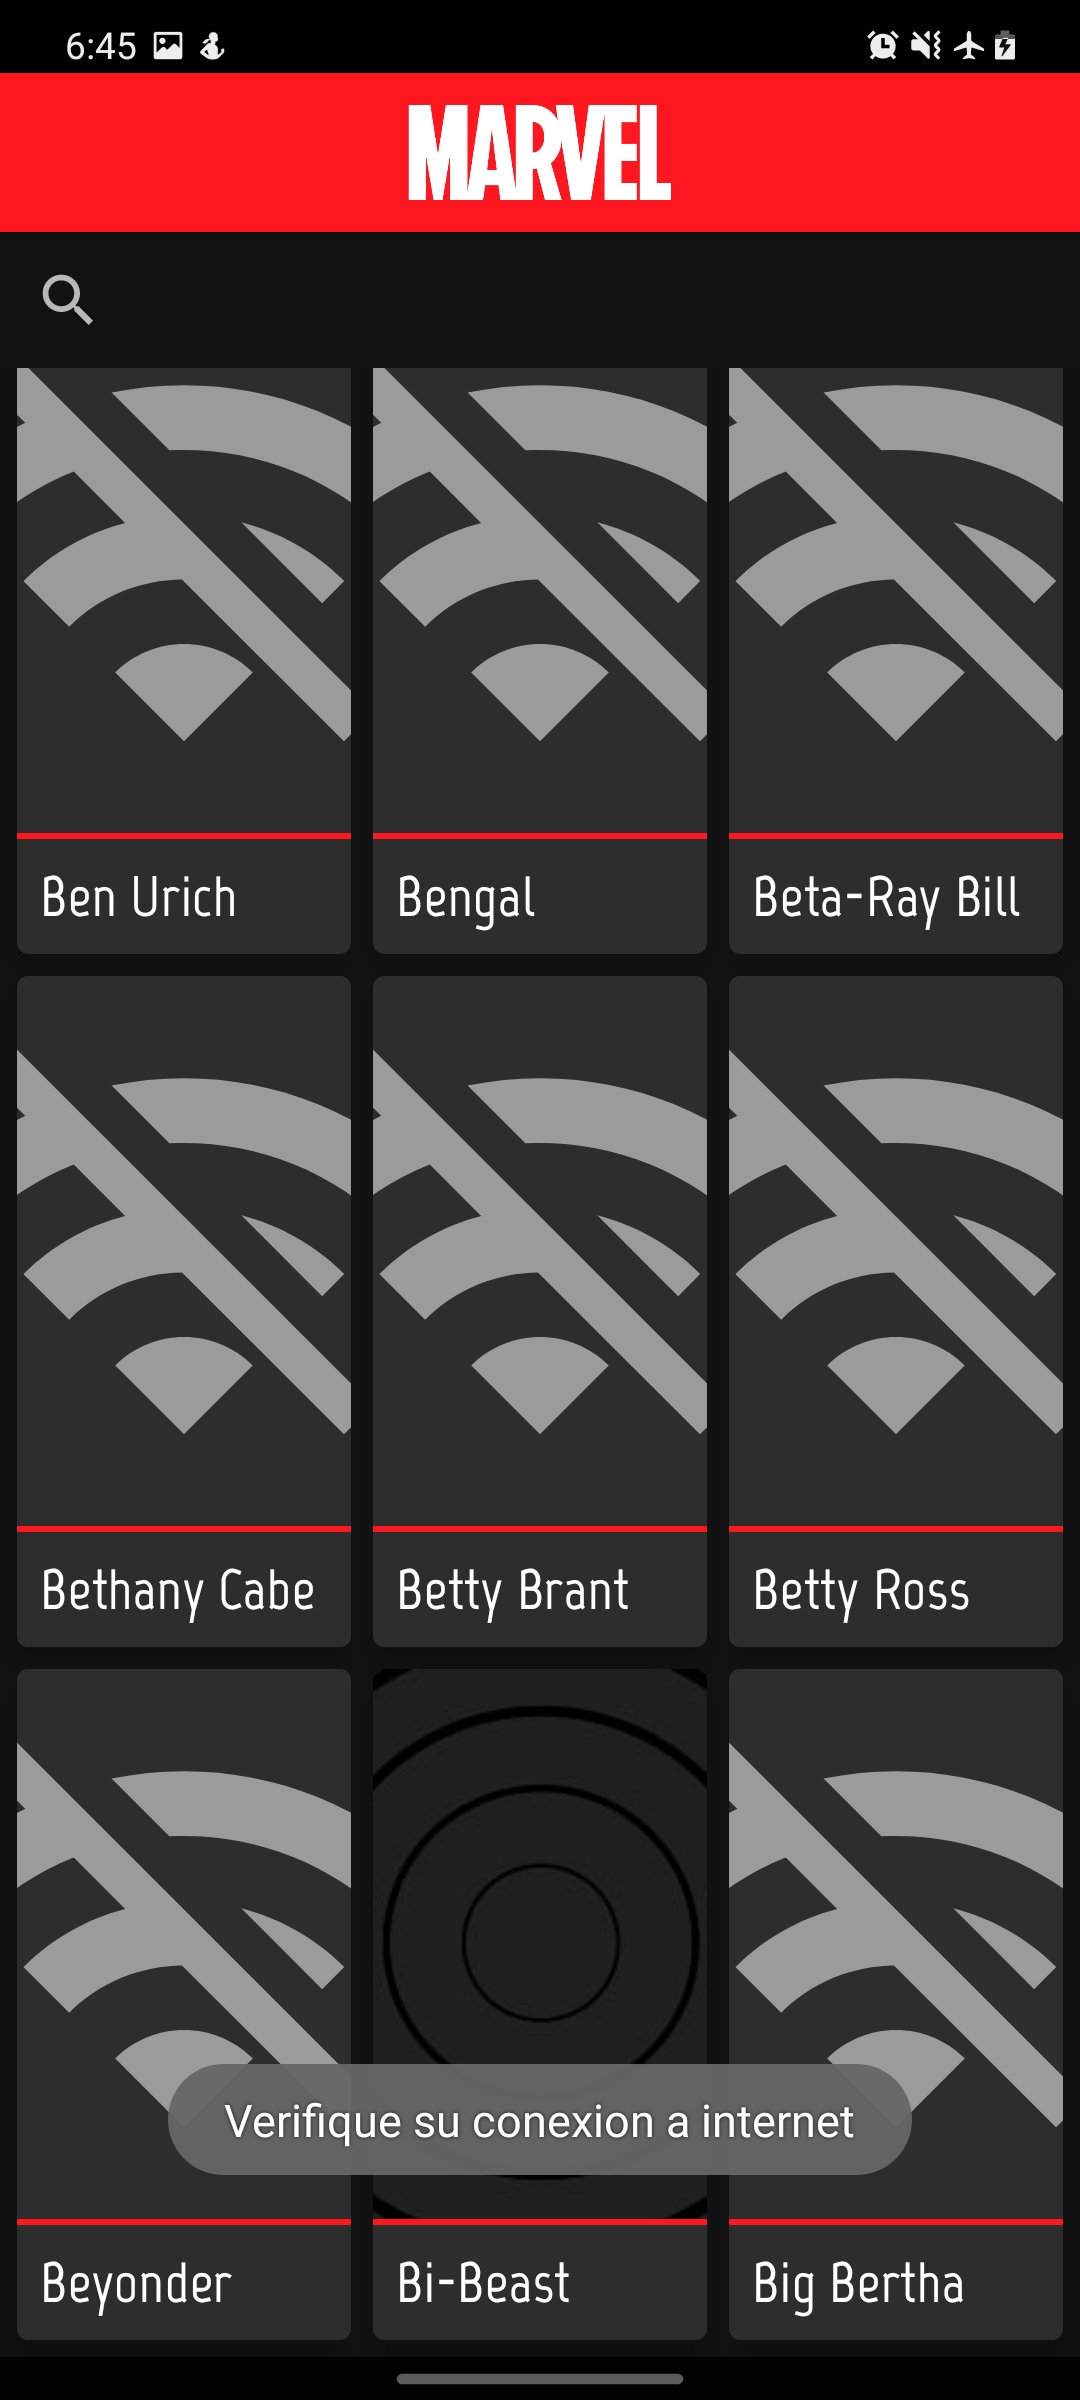 6:45
MARVEL
Ben Urich
Bengal
Beta-Ray Bill
Bethany Cabe
Betty Brant
Betty Ross
Verifique su conexion a internet
Beyonder
Bi-Beast
Big Bertha